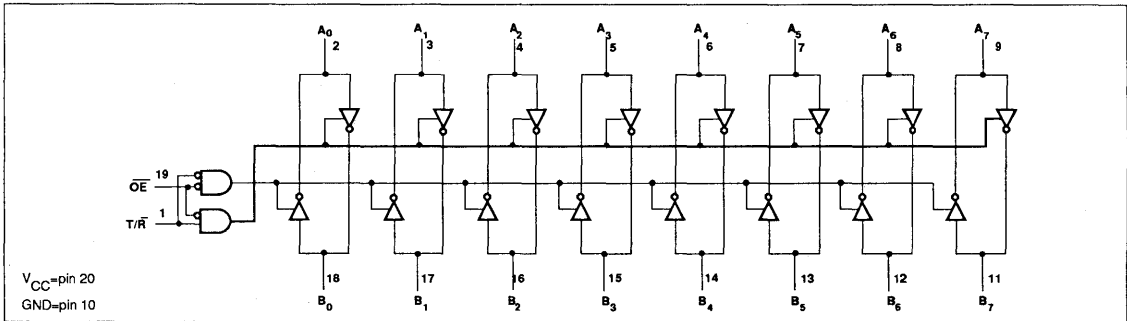 A0 A1 A2 A3 A4 A5 A6 A7
2 3 4 5 6 7 8 9
OE 19
T/R 1
18 17 16 15 14 13 12 11
B0 B1 B2 B3 B4 B5 B6 B7
VCC=pin 20
GND=pin 10